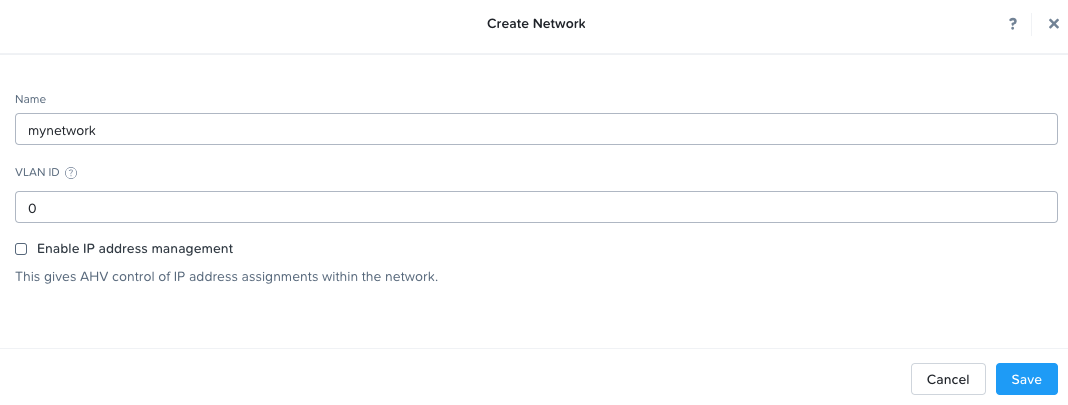 Create Network
?
×
Name
mynetwork
VLAN ID ?
0
Enable IP address management
This gives AHV control of IP address assignments within the network.
Cancel Save